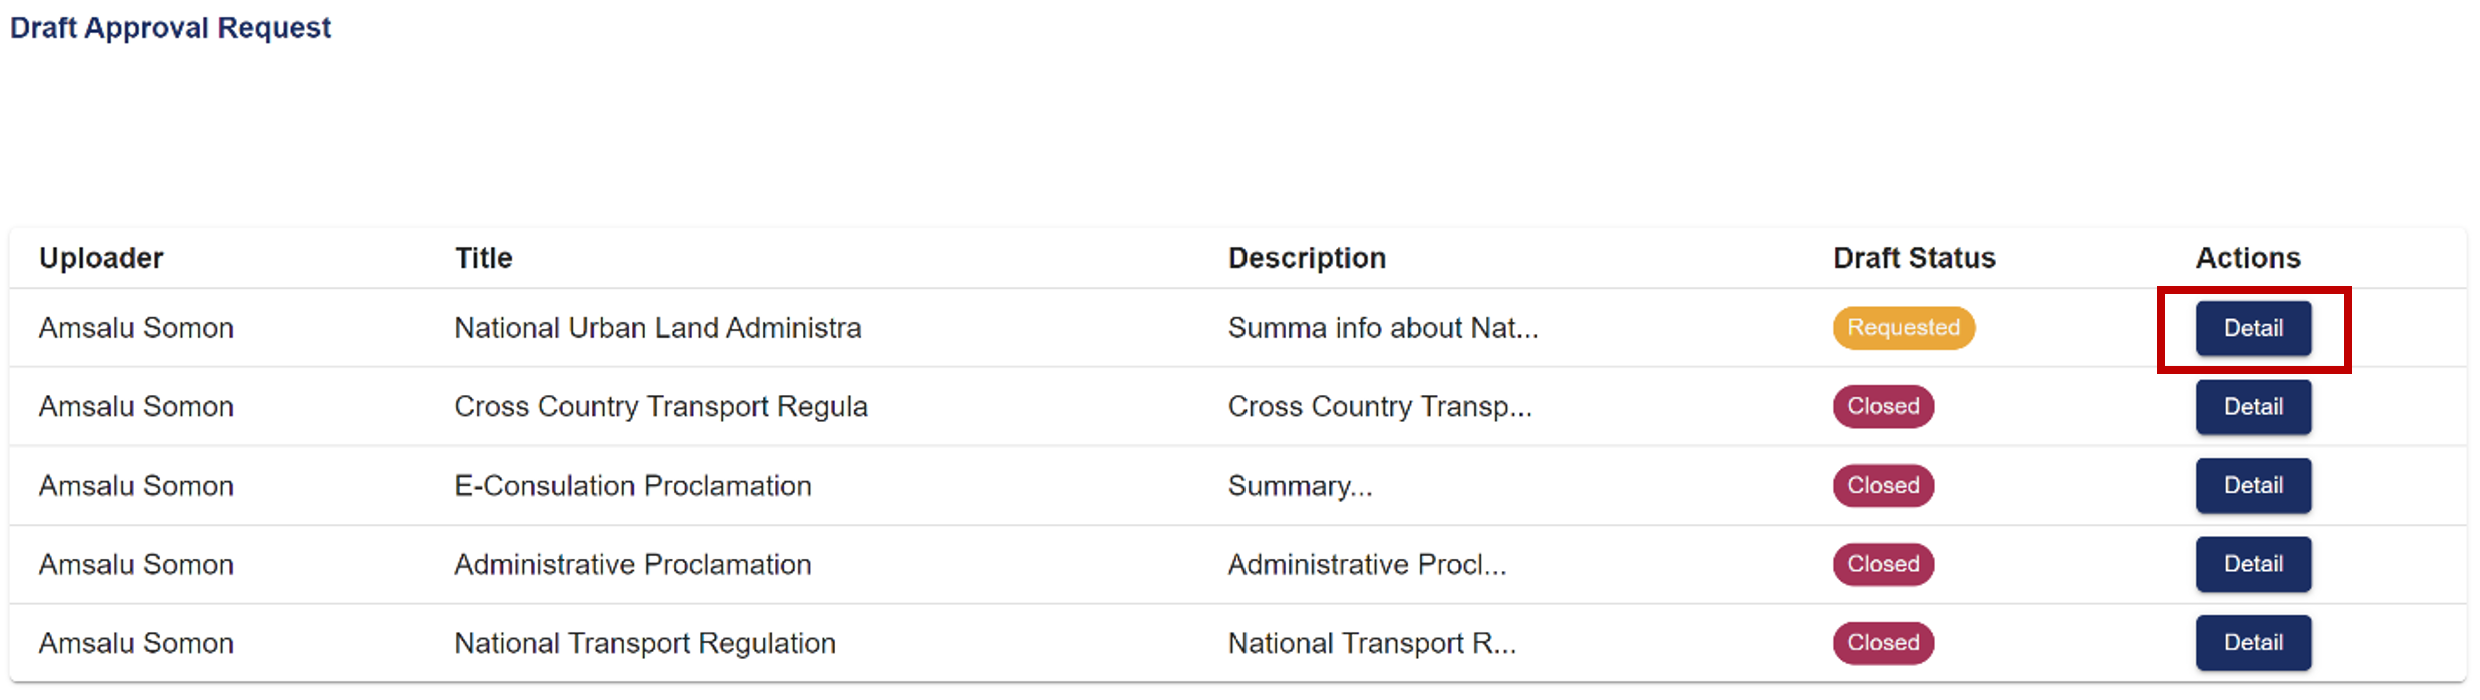 Draft Approval Request
Uploader Title Description Draft Status Actions
Amsalu Somon National Urban Land Administra Summa info about Nat... Requested Detail
Amsalu Somon Cross Country Transport Regula Cross Country Transp... Closed Detail
Amsalu Somon E-Consulation Proclamation Summary... Closed Detail
Amsalu Somon Administrative Proclamation Administrative Procl... Closed Detail
Amsalu Somon National Transport Regulation National Transport R... Closed Detail